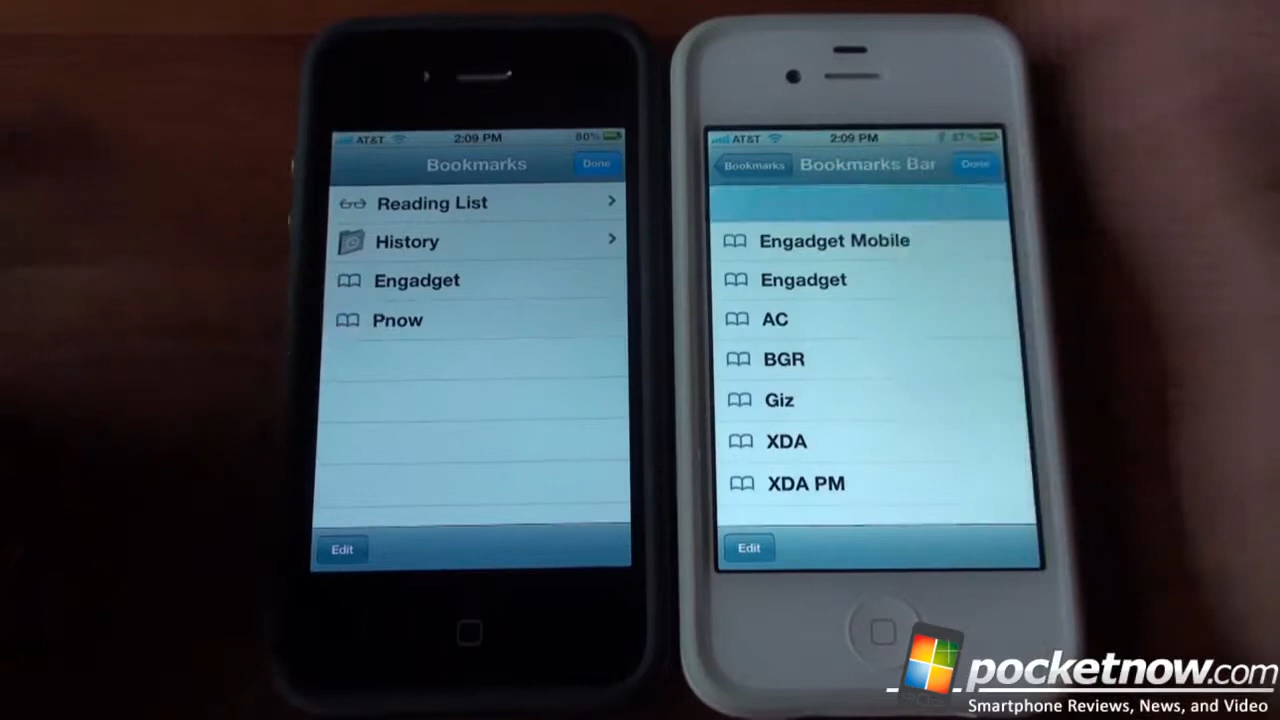 AT&T 2:09 PM 80%
Bookmarks Done
Reading List
History
Engadget
Pnow
Edit
AT&T 2:09 PM
Bookmarks Bookmarks Bar Done
Engadget Mobile
Engadget
AC
BGR
Giz
XDA
XDA PM
Edit
pocketnow.com
Smartphone Reviews, News, and Video